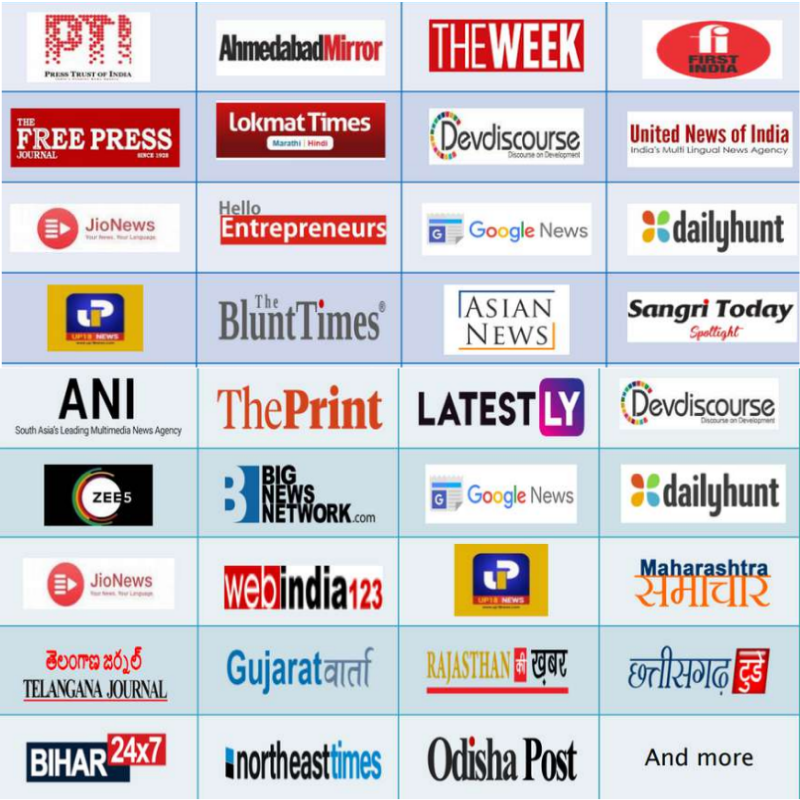 PTI
PRESS TRUST OF INDIA
AhmedabadMirror
THE WEEK
fi
FIRST
INDIA
THE
FREE PRESS
JOURNAL
SINCE 1928
Lokmat Times
Marathi | Hindi
Devdiscourse
Discourse on Development
United News of India
India's Multi Lingual News Agency
JioNews
Your News, Your Language.
Hello
Entrepreneurs
G Google News
dailyhunt
UP
UP18 NEWS
The
BluntTimes®
ASIAN
NEWS
Sangri Today
Spotlight
ANI
South Asia's Leading Multimedia News Agency
ThePrint
LATESTLY
Devdiscourse
Discourse on Development
ZEE5
B
BIG
NEWS
NETWORK.com
G Google News
dailyhunt
JioNews
Your News, Your Language.
webindia123
UP
UP18 NEWS
Maharashtra
समाचार
తెలంగాణ జర్నల్
TELANGANA JOURNAL
Gujaratवार्ता
RAJASTHAN की ख़बर
छत्तीसगढ़ टुडे
BIHAR 24x7
northeasttimes
Odisha Post
And more